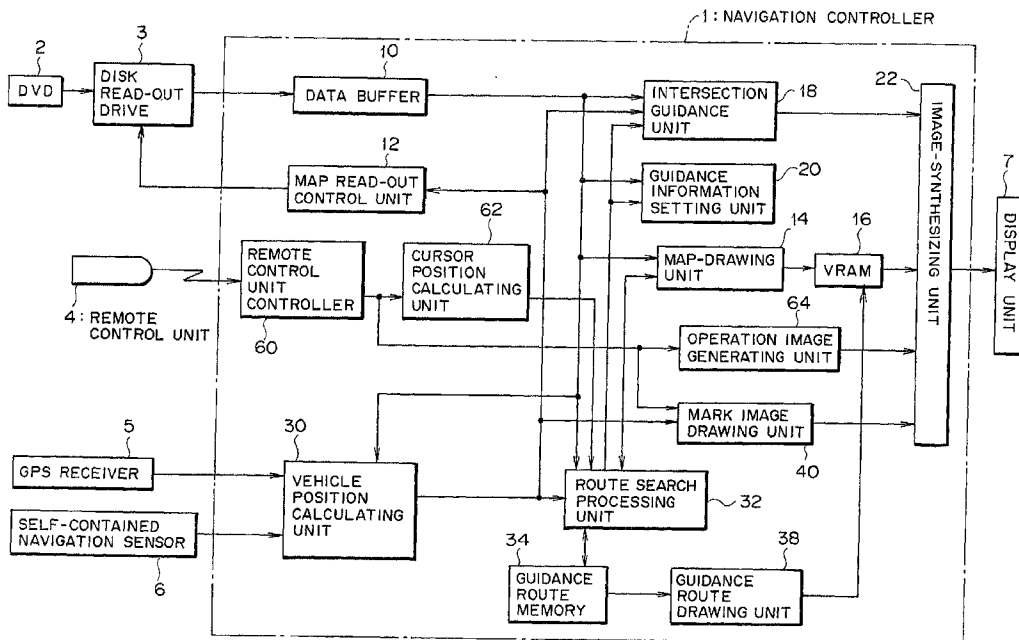 1: NAVIGATION CONTROLLER
2
DVD
3
DISK
READ-OUT
DRIVE
10
DATA BUFFER
INTERSECTION
GUIDANCE
UNIT
18
22
IMAGE-SYNTHESIZING UNIT
7
DISPLAY UNIT
12
MAP READ-OUT
CONTROL UNIT
GUIDANCE
INFORMATION
SETTING UNIT
20
4: REMOTE
CONTROL UNIT
REMOTE
CONTROL
UNIT
CONTROLLER
60
62
CURSOR
POSITION
CALCULATING
UNIT
14
MAP-DRAWING
UNIT
16
VRAM
64
OPERATION IMAGE
GENERATING UNIT
MARK IMAGE
DRAWING UNIT
40
5
GPS RECEIVER
SELF-CONTAINED
NAVIGATION SENSOR
6
30
VEHICLE
POSITION
CALCULATING
UNIT
ROUTE SEARCH
PROCESSING
UNIT
32
34
GUIDANCE
ROUTE
MEMORY
38
GUIDANCE
ROUTE
DRAWING UNIT